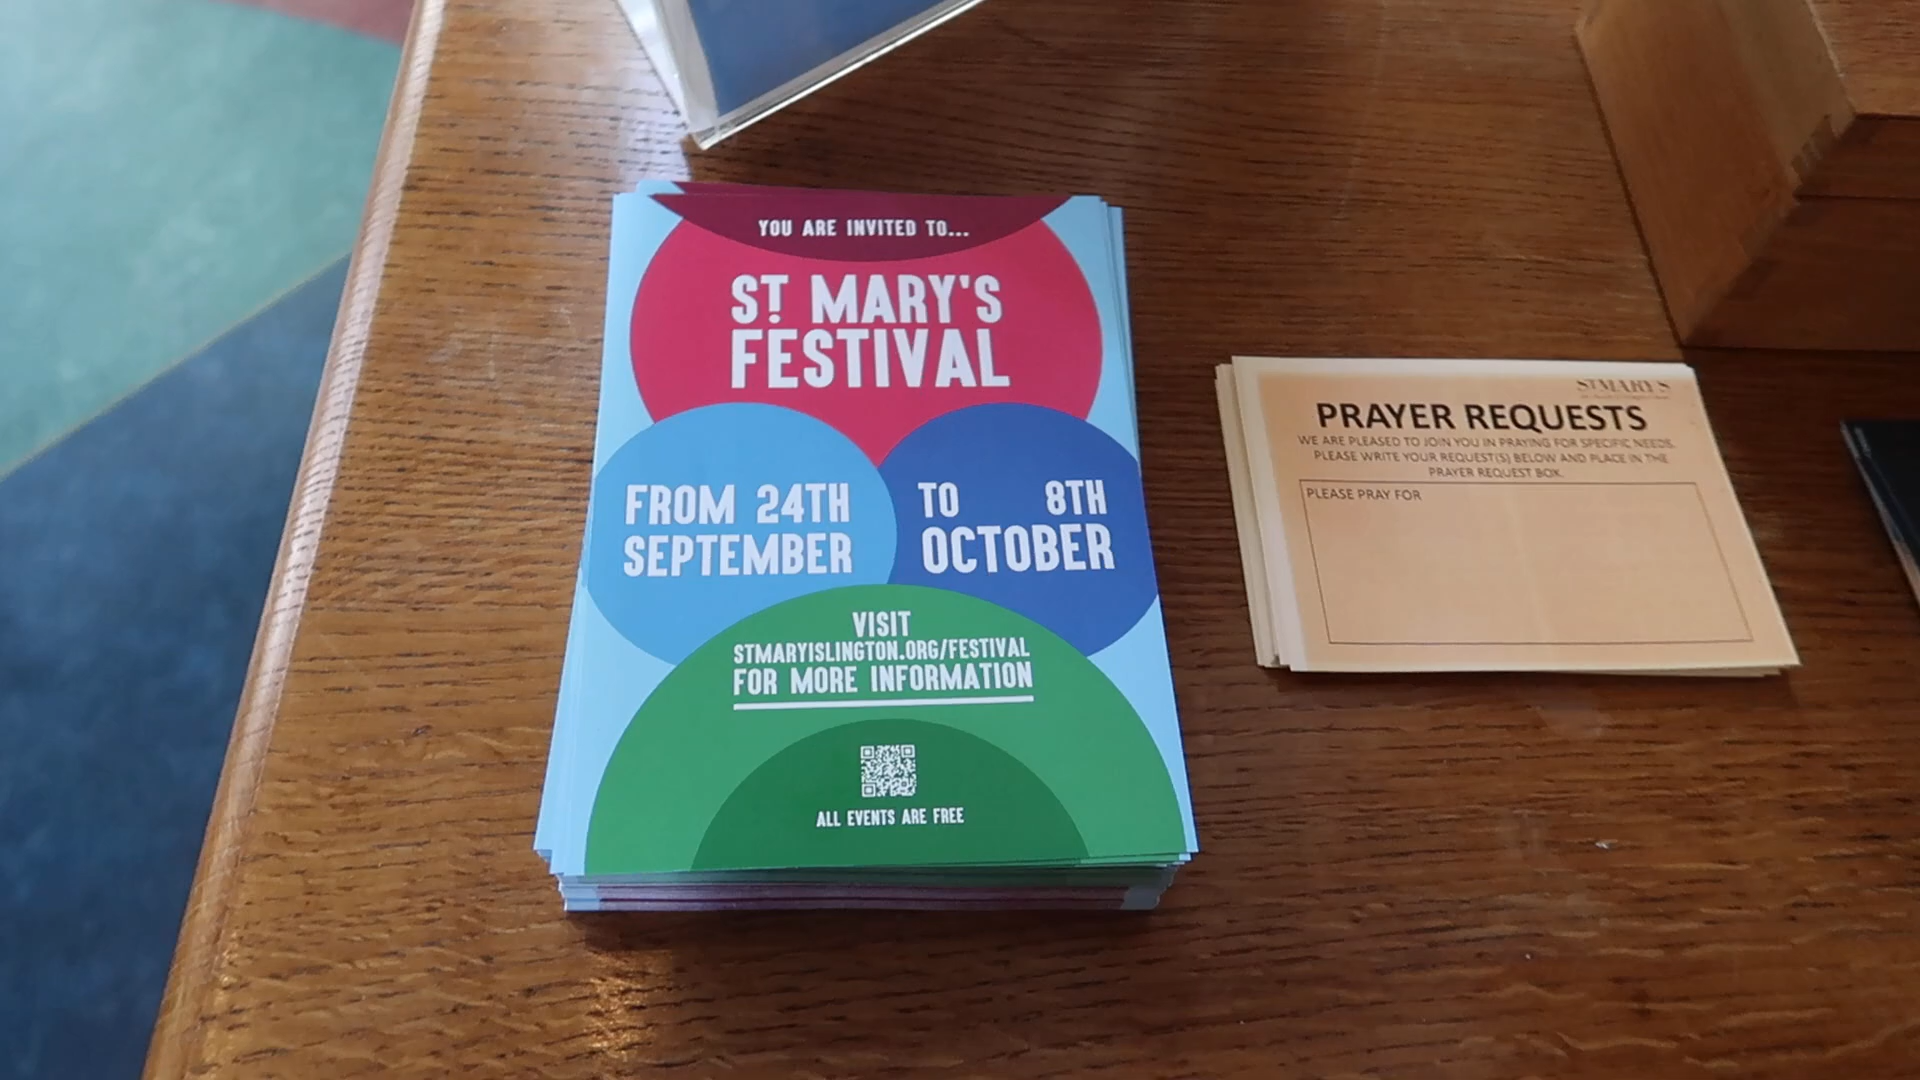 YOU ARE INVITED TO...
ST MARY'S
FESTIVAL
FROM 24TH
SEPTEMBER
TO 8TH
OCTOBER
VISIT
STMARYISLINGTON.ORG/FESTIVAL
FOR MORE INFORMATION
ALL EVENTS ARE FREE
ST MARY'S
PRAYER REQUESTS
WE ARE PLEASED TO JOIN YOU IN PRAYING FOR SPECIFIC NEEDS.
PLEASE WRITE YOUR REQUEST(S) BELOW AND PLACE IN THE
PRAYER REQUEST BOX.
PLEASE PRAY FOR